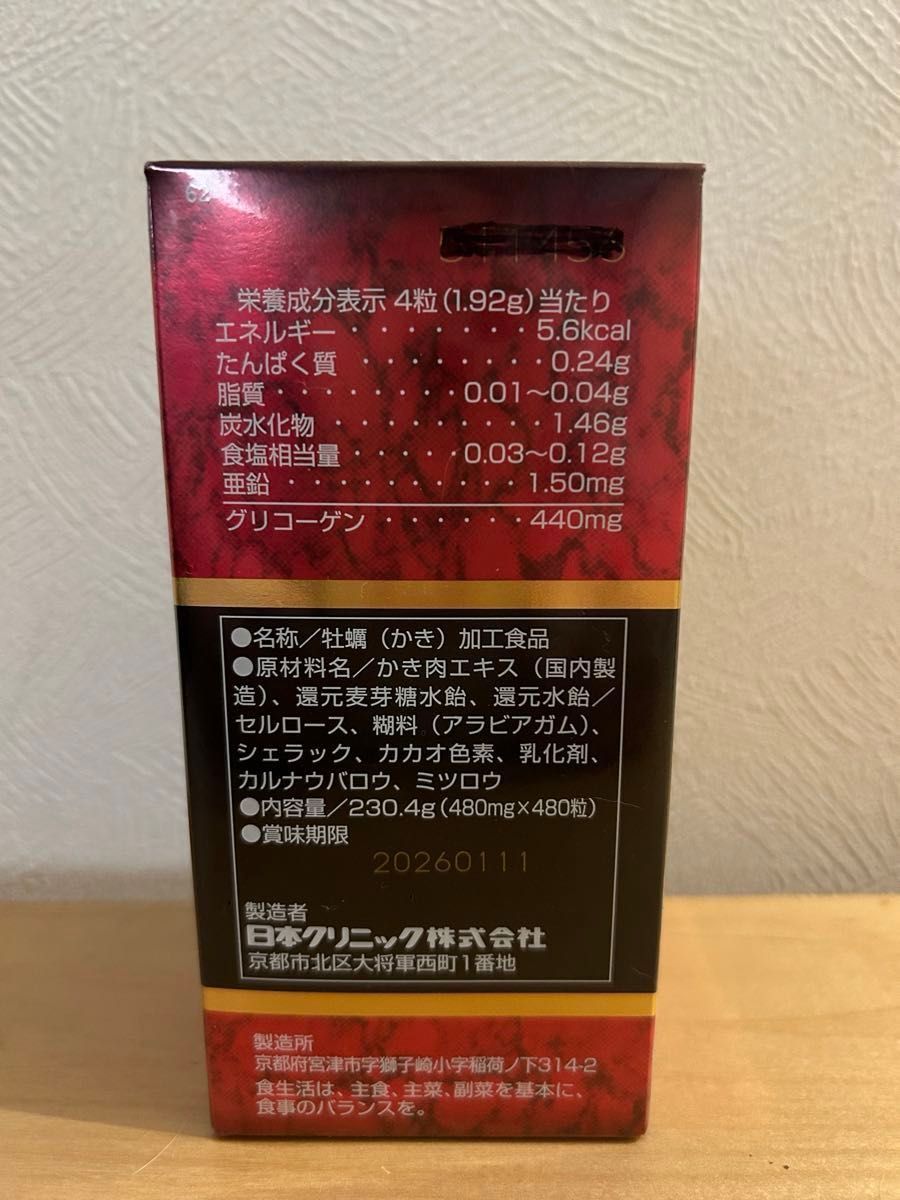 62
栄養成分表示 4粒(1.92g)当たり
エネルギー・・・・・・・5.6kcal
たんぱく質・・・・・・・・0.24g
脂質・・・・・・・・0.01〜0.04g
炭水化物・・・・・・・・・1.46g
食塩相当量・・・・・0.03〜0.12g
亜鉛・・・・・・・・・・1.50mg
グリコーゲン・・・・・・440mg
●名称/牡蠣(かき)加工食品
●原材料名/かき肉エキス(国内製
造)、還元麦芽糖水飴、還元水飴/
セルロース、糊料(アラビアガム)、
シェラック、カカオ色素、乳化剤、
カルナウバロウ、ミツロウ
●内容量/230.4g(480mg×480粒)
●賞味期限
20260111
製造者
日本クリニック株式会社
京都市北区大将軍西町1番地
製造所
京都府宮津市字獅子崎小字稲荷ノ下314-2
食生活は、主食、主菜、副菜を基本に、
食事のバランスを。